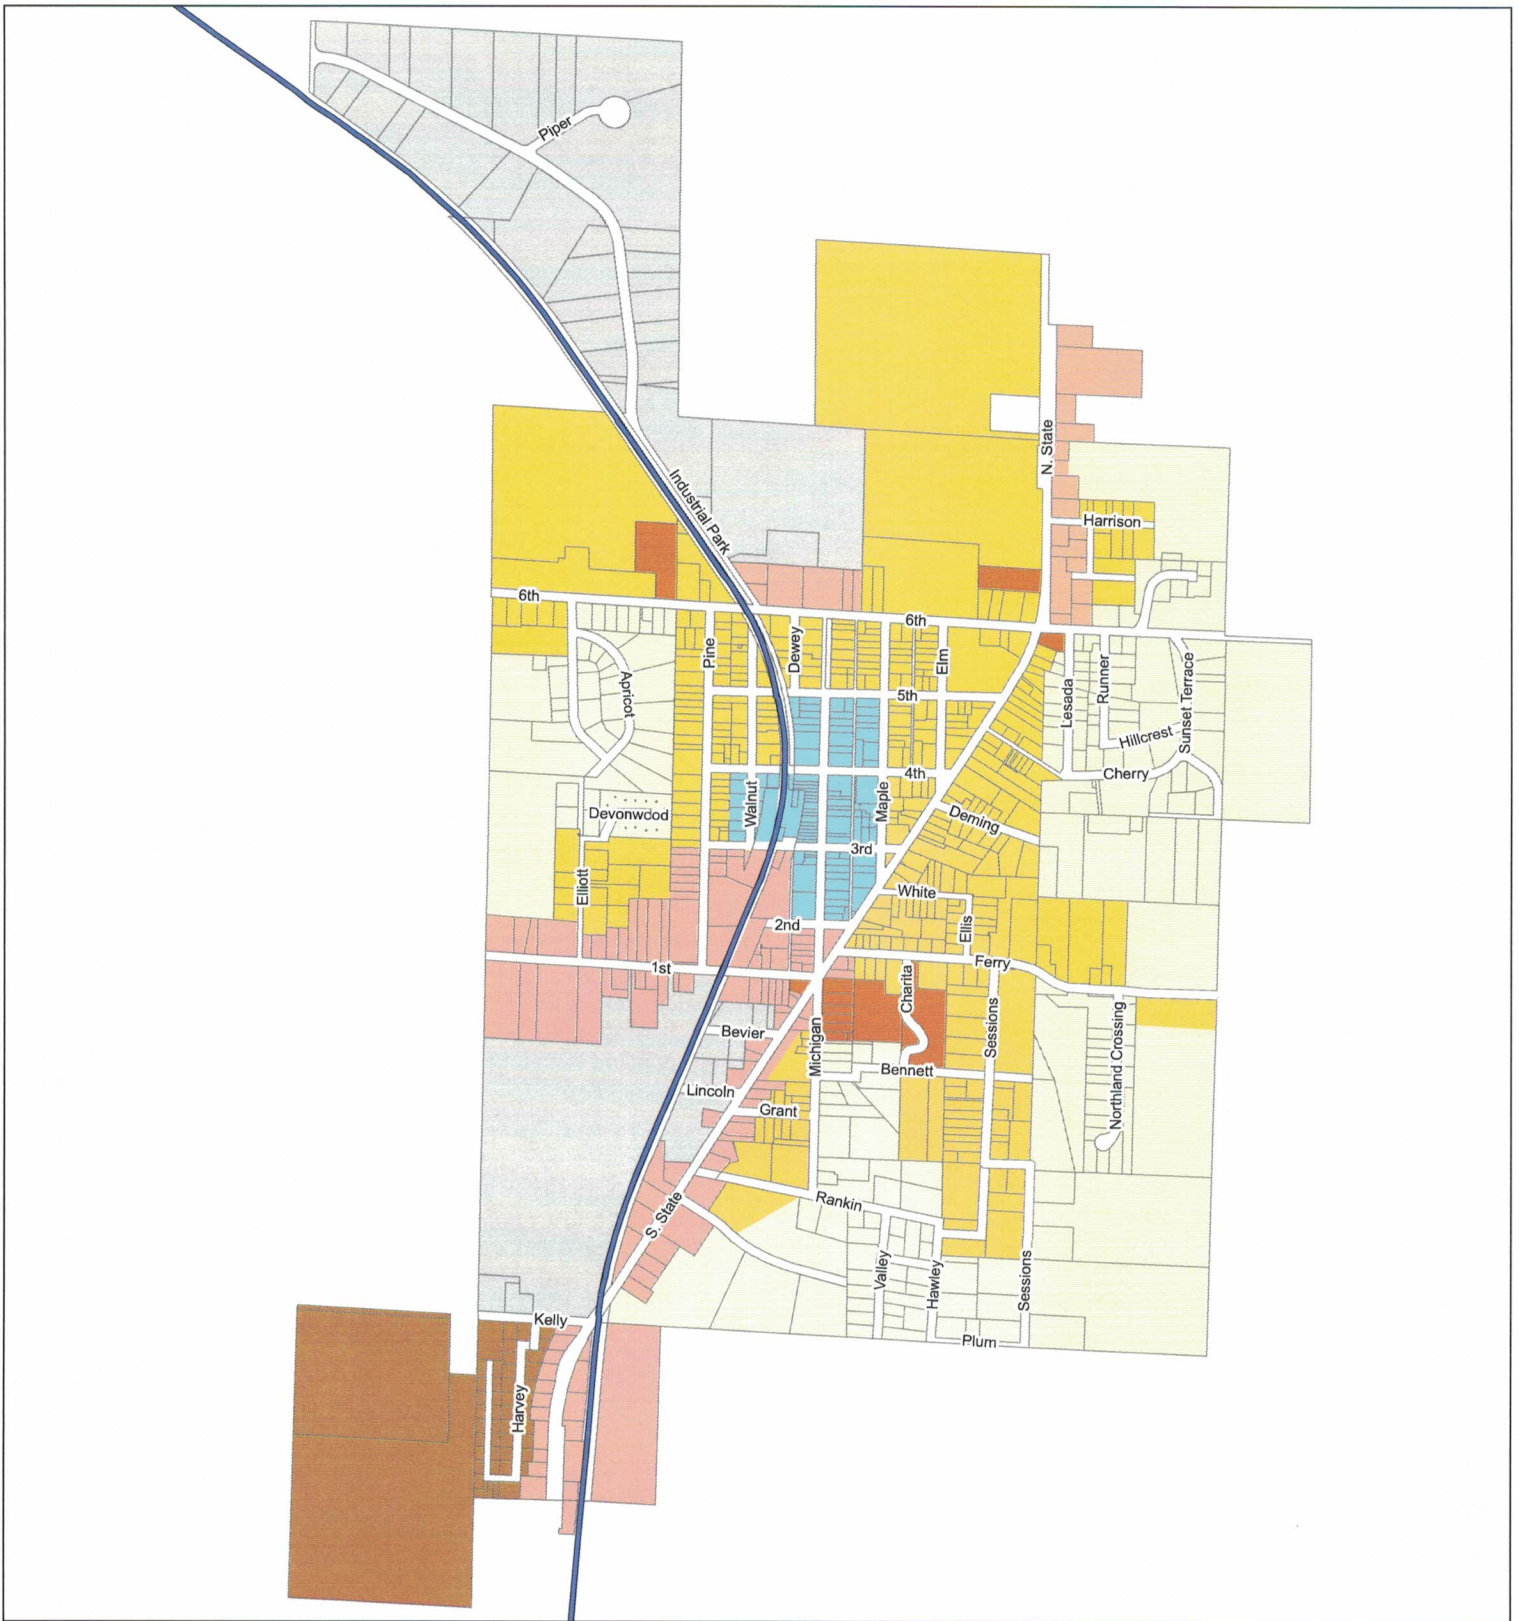 Piper
N. State
Industrial Park
Harrison
6th
6th
Pine
Dewey
Elm
Apricot
Lesada
Runner
Sunset Terrace
5th
Hillcrest
4th
Cherry
Walnut
Maple
Devonwood
Deming
3rd
Elliott
White
2nd
Ellis
1st
Ferry
Charita
Bevier
Michigan
Sessions
Northland Crossing
Bennett
Lincoln
Grant
S. State
Rankin
Valley
Hawley
Sessions
Kelly
Plum
Harvey